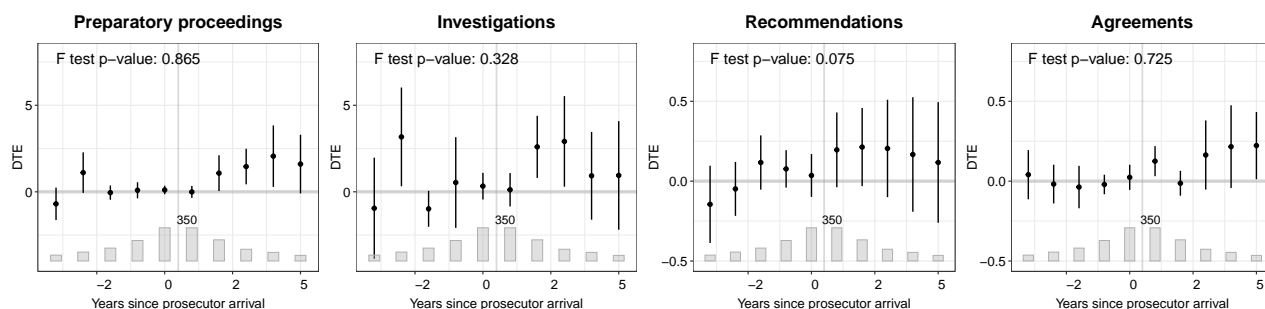 Preparatory proceedings
F test p−value: 0.865
5
0
DTE
350
−2 0 2 5
Years since prosecutor arrival
Investigations
F test p−value: 0.328
5
0
DTE
350
−2 0 2 5
Years since prosecutor arrival
Recommendations
F test p−value: 0.075
0.5
0.0
−0.5
DTE
350
−2 0 2 5
Years since prosecutor arrival
Agreements
F test p−value: 0.725
0.5
0.0
−0.5
DTE
350
−2 0 2 5
Years since prosecutor arrival